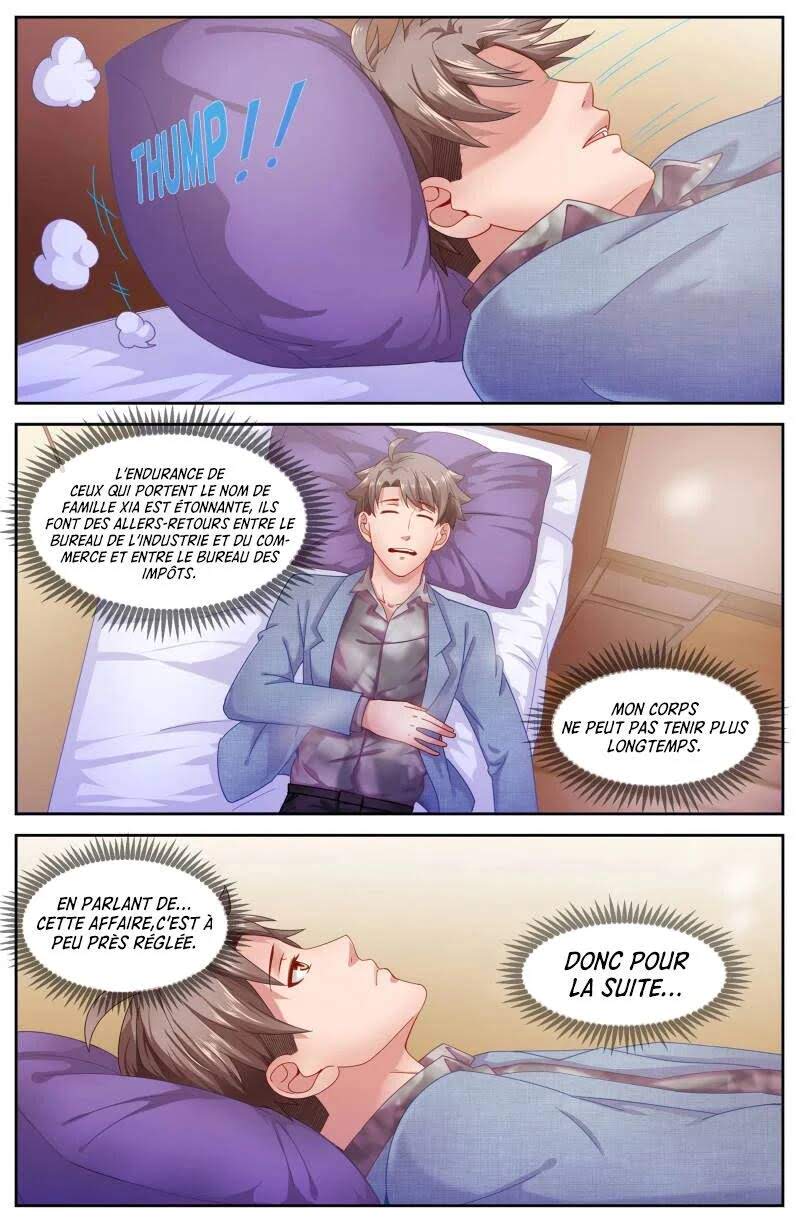 THUMP!!
L'ENDURANCE DE
CEUX QUI PORTENT LE NOM DE
FAMILLE XIA EST ÉTONNANTE, ILS
FONT DES ALLERS-RETOURS ENTRE LE
BUREAU DE L'INDUSTRIE ET DU COM-
MERCE ET ENTRE LE BUREAU DES
IMPÔTS.
MON CORPS
NE PEUT PAS TENIR PLUS
LONGTEMPS.
EN PARLANT DE...
CETTE AFFAIRE,C'EST À
PEU PRÈS RÉGLÉE.
DONC POUR
LA SUITE...